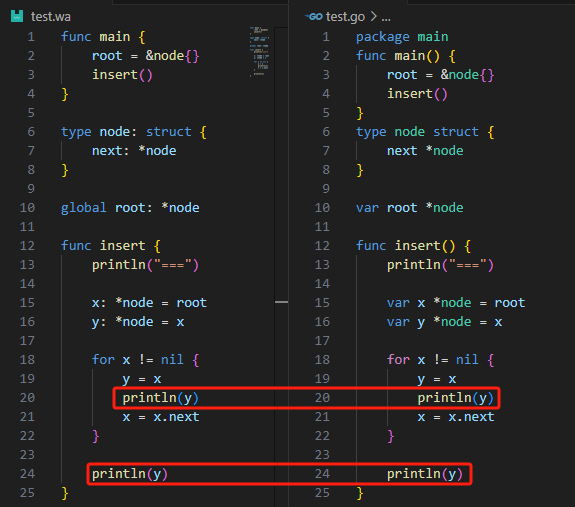 test.wa
1 func main {
2     root = &node{}
3     insert()
4 }
5
6 type node: struct {
7     next: *node
8 }
9
10 global root: *node
11
12 func insert {
13     println("===")
14
15     x: *node = root
16     y: *node = x
17
18     for x != nil {
19         y = x
20         println(y)
21         x = x.next
22     }
23
24     println(y)
25 }
GO test.go > ...
1 package main
2 func main() {
3     root = &node{}
4     insert()
5 }
6 type node struct {
7     next *node
8 }
9
10 var root *node
11
12 func insert() {
13     println("===")
14
15     var x *node = root
16     var y *node = x
17
18     for x != nil {
19         y = x
20         println(y)
21         x = x.next
22     }
23
24     println(y)
25 }